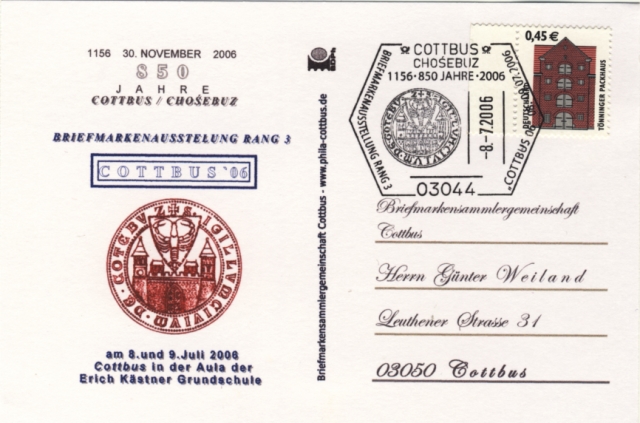 1156 30. NOVEMBER 2006
850
JAHRE
COTTBUS / CHOŚEBUZ
BRIEFMARKENAUSSTELLUNG RANG 3
COTTBUS `06
am 8.und 9.Juli 2006
Cottbus in der Aula der
Erich Kästner Grundschule
Briefmarkensammlergemeinschaft Cottbus - www.phila-cottbus.de
COTTBUS
CHOŚEBUZ
1156·850 JAHRE·2006
BRIEFMARKENAUSSTELLUNG RANG 3
-8.-7.2006
03044
0,45 €
TÖNNINGER PACKHAUS
Briefmarkensammlergemeinschaft
Cottbus
Herrn Günter Weiland
Leuthener Strasse 31
03050 Cottbus